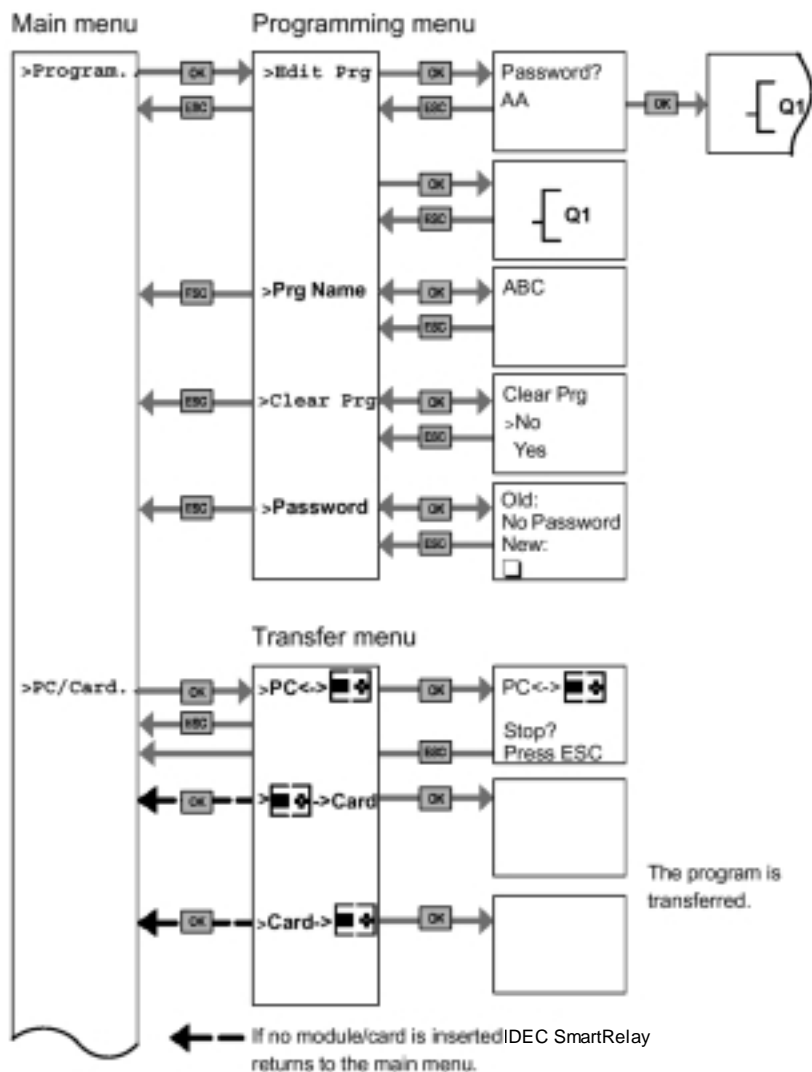 Main menu
Programming menu
>Program.
OK
>Edit Prg
OK
Password?
AA
ESC
ESC
OK
Q1
OK
Q1
ESC
ESC
>Prg Name
OK
ABC
ESC
ESC
>Clear Prg
OK
Clear Prg
>No
Yes
ESC
ESC
>Password
OK
Old:
No Password
New:
ESC
Transfer menu
>PC/Card.
OK
>PC<->
OK
PC<->
ESC
Stop?
Press ESC
ESC
OK
>
->Card
OK
The program is
transferred.
OK
>Card->
OK
If no module/card is inserted IDEC SmartRelay
returns to the main menu.